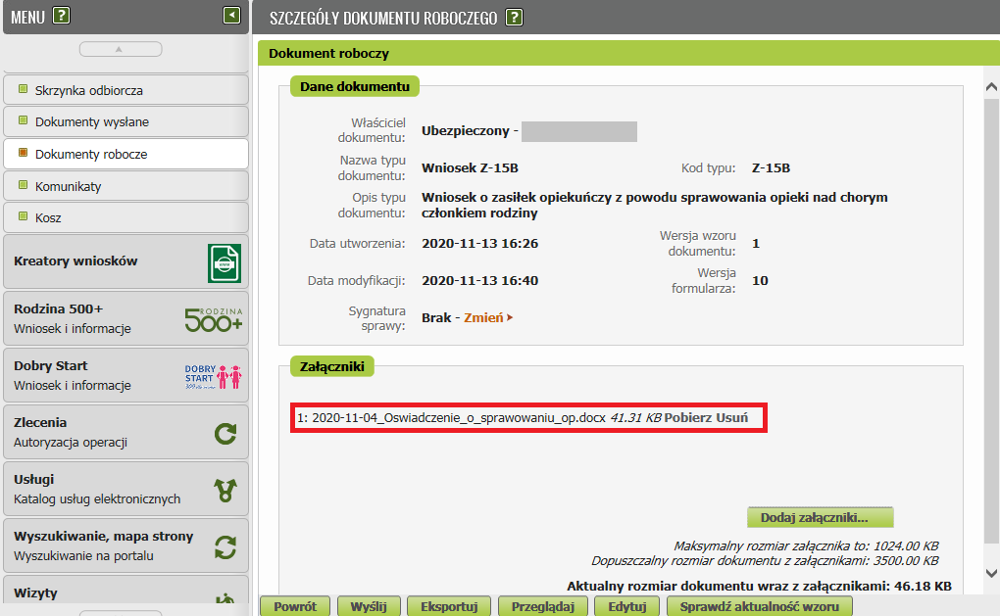 MENU ?
SZCZEGÓŁY DOKUMENTU ROBOCZEGO ?
Skrzynka odbiorcza
Dokumenty wysłane
Dokumenty robocze
Komunikaty
Kosz
Kreatory wniosków
www
Rodzina 500+
Wniosek i informacje
RODZINA
500+
Dobry Start
Wniosek i informacje
DOBRY
START
Zlecenia
Autoryzacja operacji
Usługi
Katalog usług elektronicznych
Wyszukiwanie, mapa strony
Wyszukiwanie na portalu
Wizyty
Dokument roboczy
Dane dokumentu
Właściciel
dokumentu:
Ubezpieczony -
Nazwa typu
dokumentu:
Wniosek Z-15B
Kod typu: Z-15B
Opis typu
dokumentu:
Wniosek o zasiłek opiekuńczy z powodu sprawowania opieki nad chorym
członkiem rodziny
Data utworzenia: 2020-11-13 16:26
Wersja wzoru
dokumentu:
1
Data modyfikacji: 2020-11-13 16:40
Wersja
formularza:
10
Sygnatura
sprawy:
Brak - Zmień
Załączniki
1: 2020-11-04_Oswiadczenie_o_sprawowaniu_op.docx 41.31 KB Pobierz Usuń
Dodaj załączniki...
Maksymalny rozmiar załącznika to: 1024.00 KB
Dopuszczalny rozmiar dokumentu z załącznikami: 3500.00 KB
Aktualny rozmiar dokumentu wraz z załącznikami: 46.18 KB
Powrót Wyślij Eksportuj Przeglądaj Edytuj Sprawdź aktualność wzoru